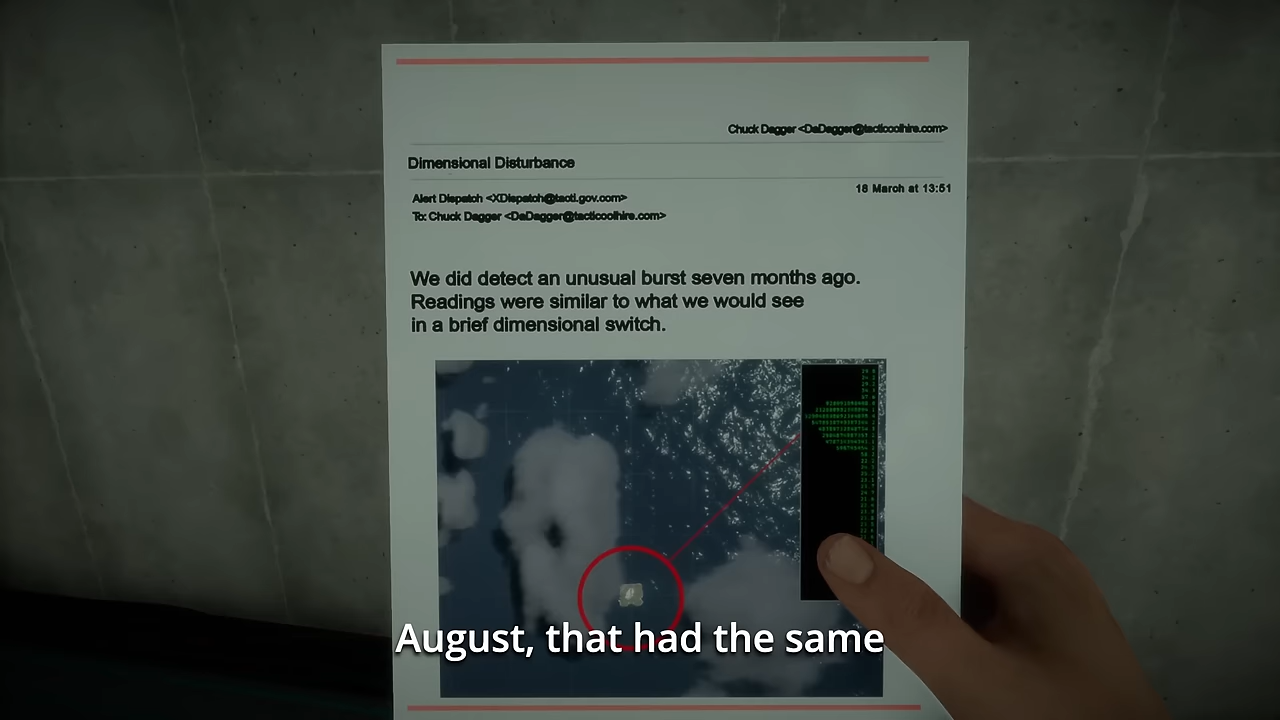 Chuck Dagger <DaDagger@tacticoolhire.com>
Dimensional Disturbance
18 March at 13:51
Alert Dispatch <XDispatch@tacti.gov.com>
To: Chuck Dagger <DaDagger@tacticoolhire.com>
We did detect an unusual burst seven months ago.
Readings were similar to what we would see
in a brief dimensional switch.
August, that had the same